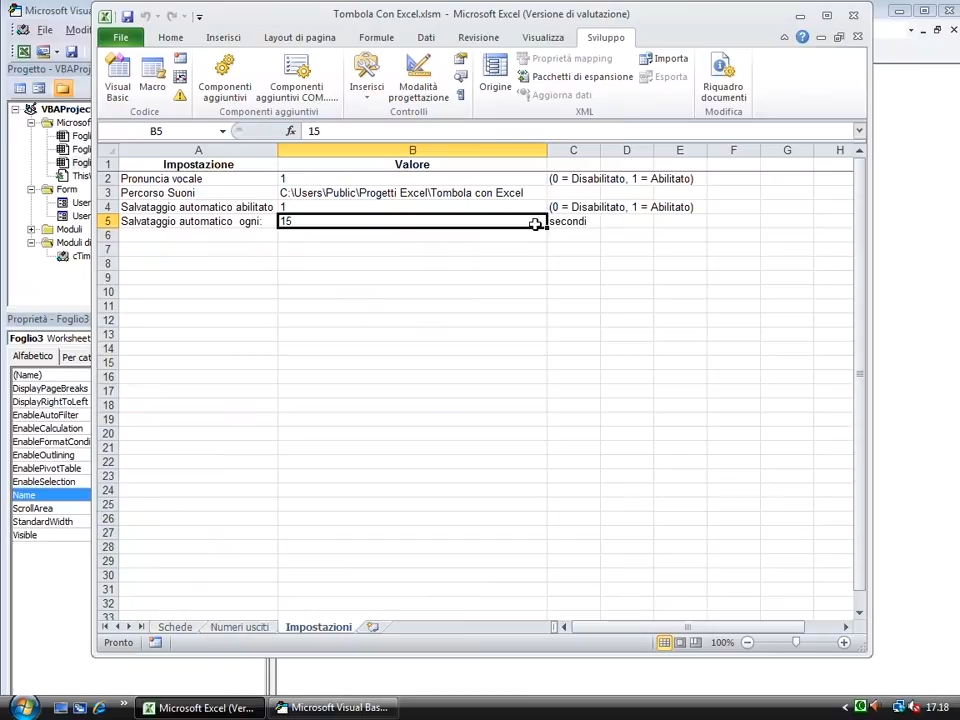 Microsoft Visual
Tombola Con Excel.xlsm - Microsoft Excel (Versione di valutazione)
File
Modif
File
Home
Inserisci
Layout di pagina
Formule
Dati
Revisione
Visualizza
Sviluppo
Progetto - VBAProj
Visual Basic
Macro
Codice
Componenti aggiuntivi
Componenti aggiuntivi COM......
Componenti aggiuntivi
Inserisci
Modalità progettazione
Controlli
Origine
Proprietà mapping
Pacchetti di espansione
Aggiorna dati
Importa
Esporta
XML
Riquadro documenti
Modifica
VBAProjec
Microsof
Fogli
Fogli
Fogli
This\
Form
User
User
Moduli
Moduli di
cTim
B5
fx
15
A B C D E F G H
1 Impostazione Valore
2 Pronuncia vocale 1 (0 = Disabilitato, 1 = Abilitato)
3 Percorso Suoni C:\Users\Public\Progetti Excel\Tombola con Excel
4 Salvataggio automatico abilitato 1 (0 = Disabilitato, 1 = Abilitato)
5 Salvataggio automatico ogni: 15 secondi
6
7
8
9
10
11
12
13
14
15
16
17
18
19
20
21
22
23
24
25
26
27
28
29
30
31
32
33
Proprietà - Foglio3
Foglio3 Worksheet
Alfabetico
Per cat
(Name)
DisplayPageBreaks
DisplayRightToLeft
EnableAutoFilter
EnableCalculation
EnableFormatCondi
EnableOutlining
EnablePivotTable
EnableSelection
Name
ScrollArea
StandardWidth
Visible
Schede
Numeri usciti
Impostazioni
Pronto
100%
Microsoft Excel (Ver...
Microsoft Visual Bas...
17.18